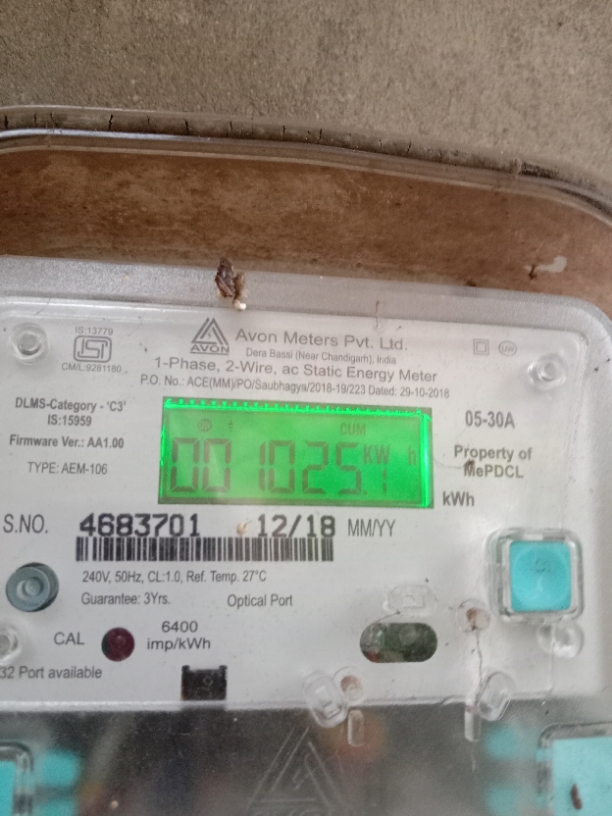 IS:13779
ISI
CM/L:9281180
AVON
Avon Meters Pvt. Ltd.
Dera Bassi (Near Chandigarh), India
1-Phase, 2-Wire, ac Static Energy Meter
P.O. No.: ACE(MM)/PO/Saubhagya/2018-19/223 Dated: 29-10-2018
DLMS-Category - 'C3'
IS:15959
Firmware Ver.: AA1.00
TYPE: AEM-106
CUM
001025.1 KW h
kWh
05-30A
Property of
MePDCL
S.NO. 4683701 12/18 MM/YY
240V, 50Hz, CL:1.0, Ref. Temp. 27°C
Guarantee: 3Yrs. Optical Port
CAL 6400
imp/kWh
32 Port available